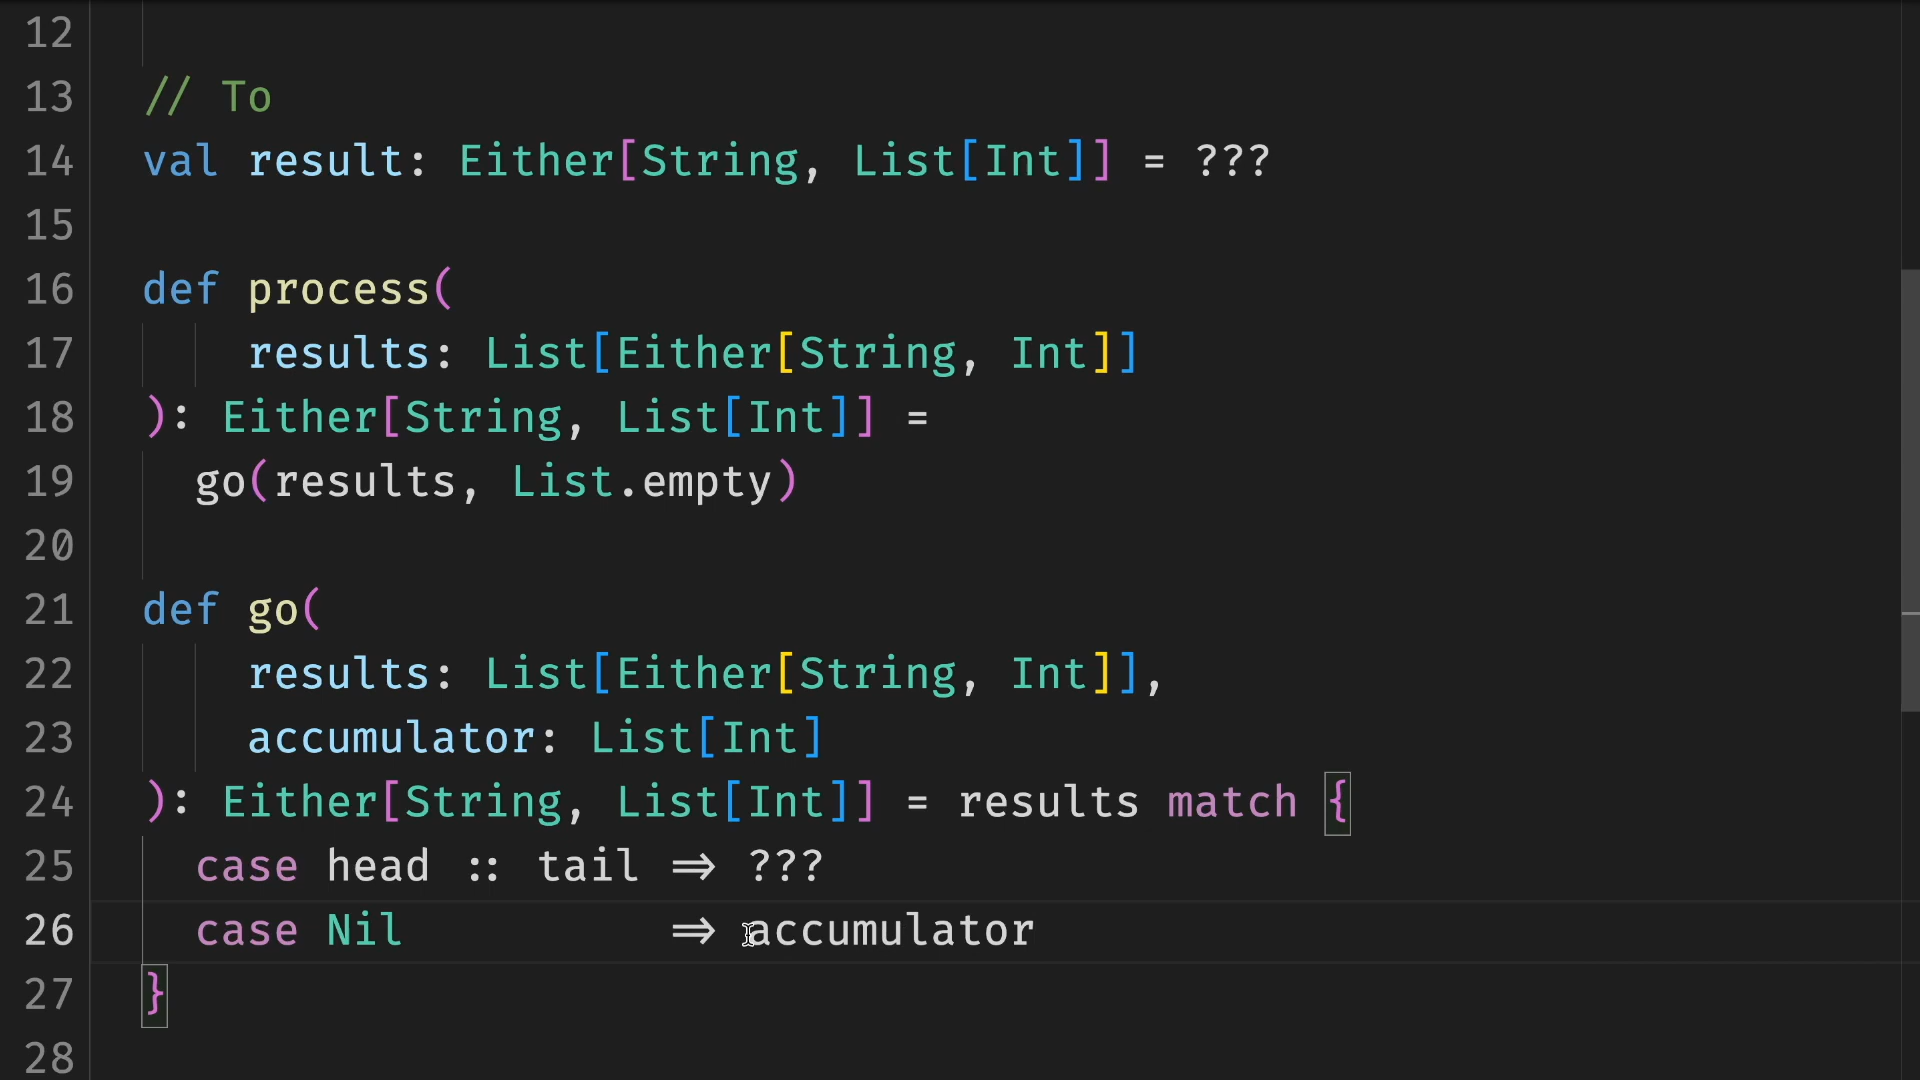 12
13 // To
14 val result: Either[String, List[Int]] = ???
15
16 def process(
17 results: List[Either[String, Int]]
18 ): Either[String, List[Int]] =
19 go(results, List.empty)
20
21 def go(
22 results: List[Either[String, Int]],
23 accumulator: List[Int]
24 ): Either[String, List[Int]] = results match {
25 case head :: tail => ???
26 case Nil => accumulator
27 }
28